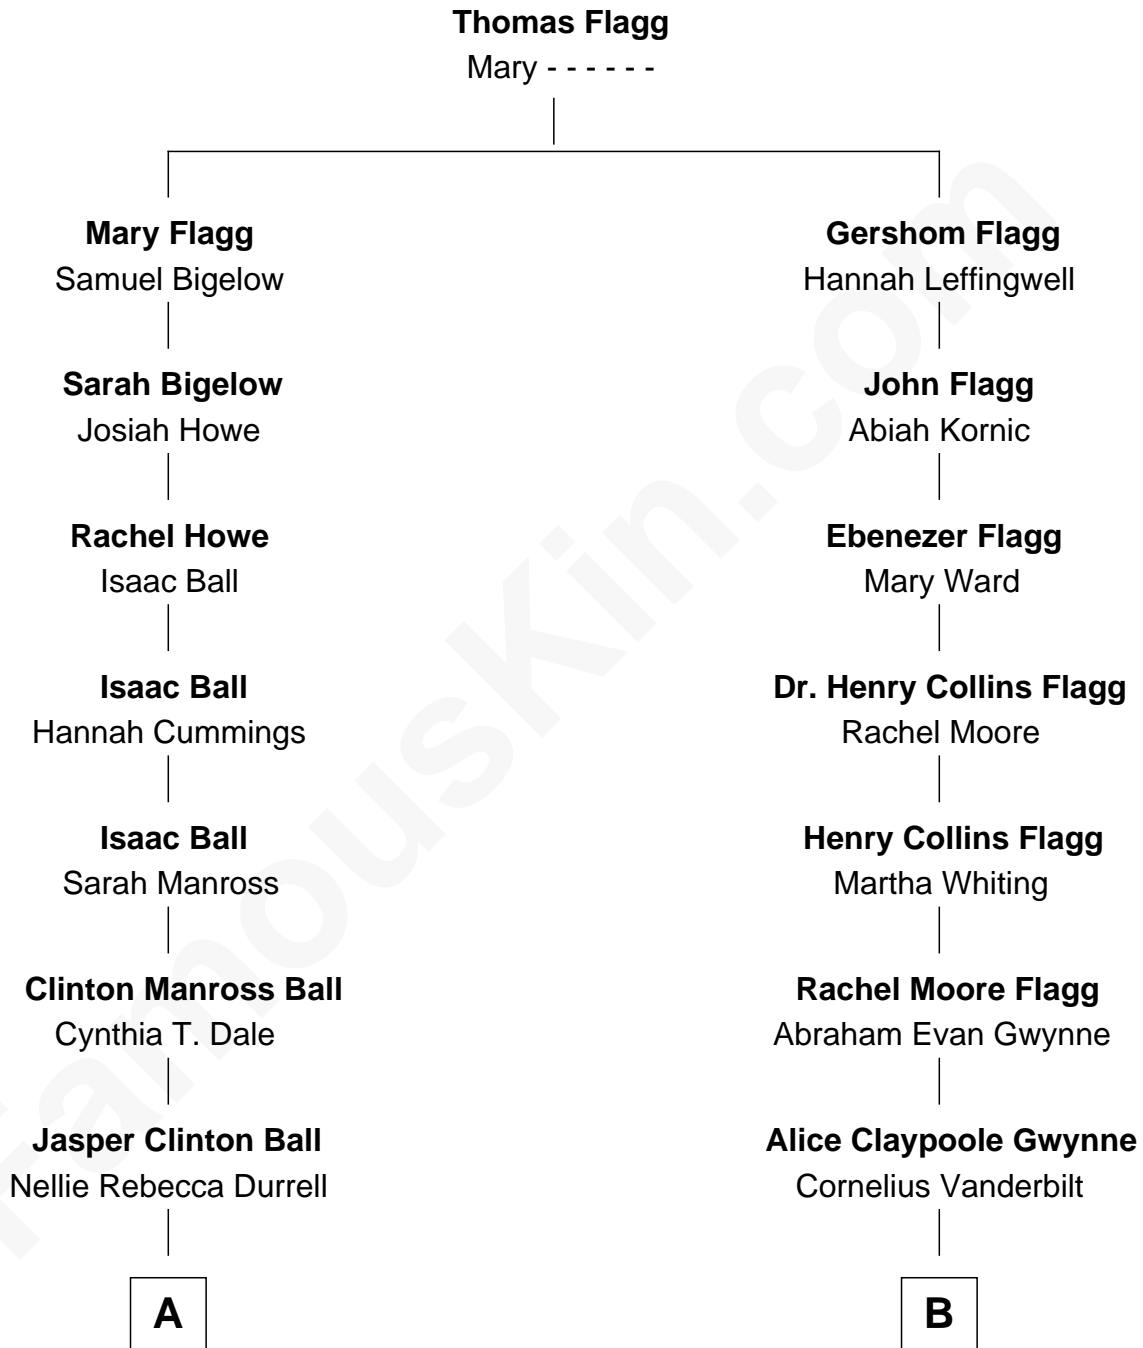 Thomas Flagg
Mary - - - - - -
Mary Flagg
Samuel Bigelow
Gershom Flagg
Hannah Leffingwell
Sarah Bigelow
Josiah Howe
John Flagg
Abiah Kornic
Rachel Howe
Isaac Ball
Ebenezer Flagg
Mary Ward
Isaac Ball
Hannah Cummings
Dr. Henry Collins Flagg
Rachel Moore
Isaac Ball
Sarah Manross
Henry Collins Flagg
Martha Whiting
Clinton Manross Ball
Cynthia T. Dale
Rachel Moore Flagg
Abraham Evan Gwynne
Jasper Clinton Ball
Nellie Rebecca Durrell
Alice Claypoole Gwynne
Cornelius Vanderbilt
A
B
FamousKin.com